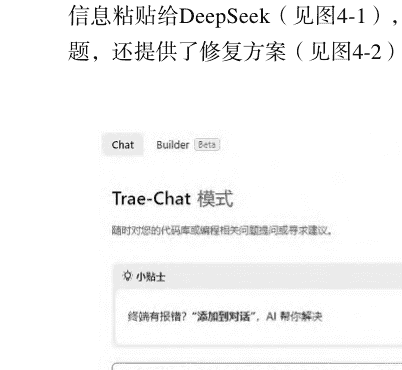 信息粘贴给DeepSeek（见图4-1），
题，还提供了修复方案（见图4-2）
Chat Builder Beta
Trae-Chat 模式
随时对您的代码库或编程相关问题提问或寻求建议。
小贴士
终端有报错？“添加到对话”，AI 帮你解决